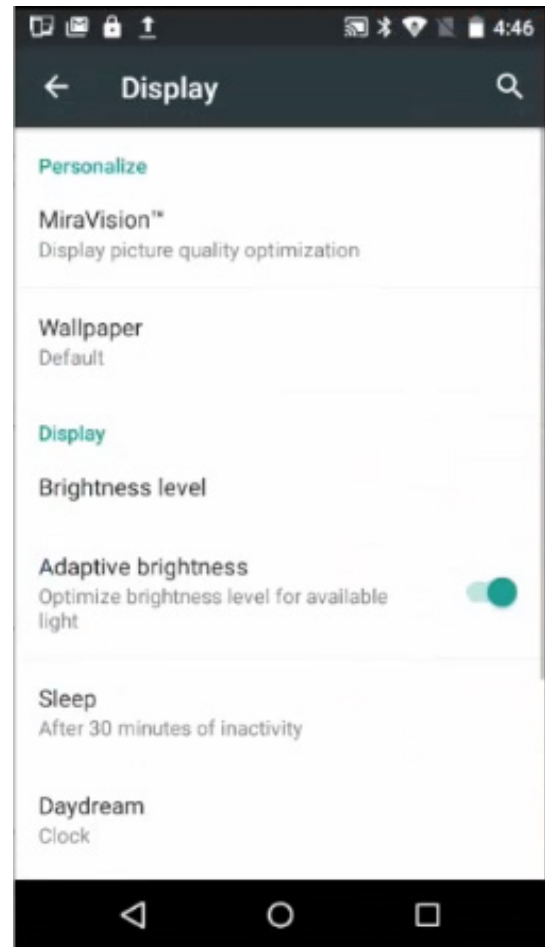 4:46
Display
Personalize
MiraVision™
Display picture quality optimization
Wallpaper
Default
Display
Brightness level
Adaptive brightness
Optimize brightness level for available
light
Sleep
After 30 minutes of inactivity
Daydream
Clock